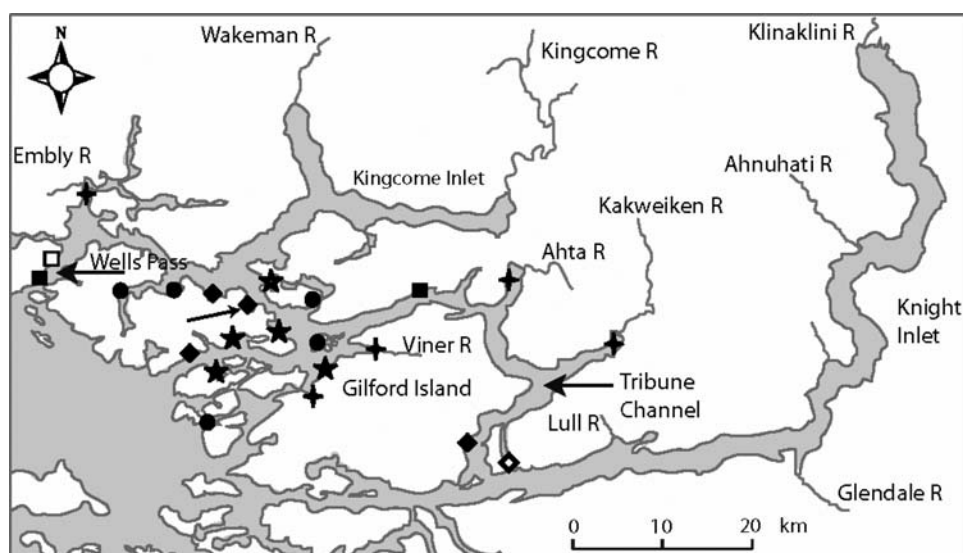 N
Wakeman R
Kingcome R
Klinaklini R
Embly R
Kingcome Inlet
Ahnuhati R
Kakweiken R
Ahta R
Wells Pass
Knight
Inlet
Viner R
Gilford Island
Tribune
Channel
Lull R
Glendale R
0 10 20 km